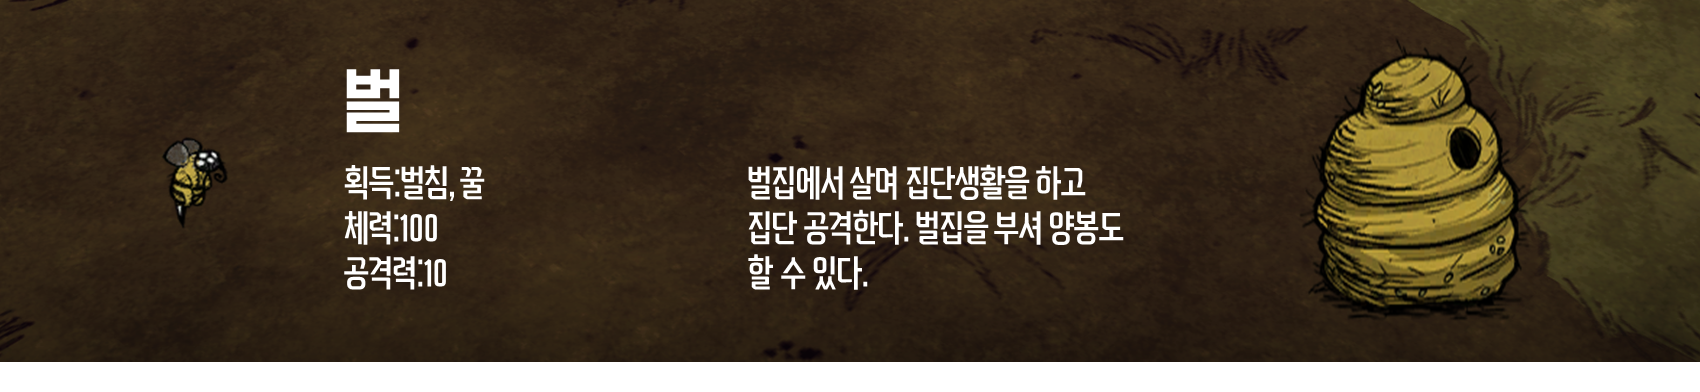 벌
획득:벌침, 꿀
체력:100
공격력:10
벌집에서 살며 집단생활을 하고
집단 공격한다. 벌집을 부셔 양봉도
할 수 있다.